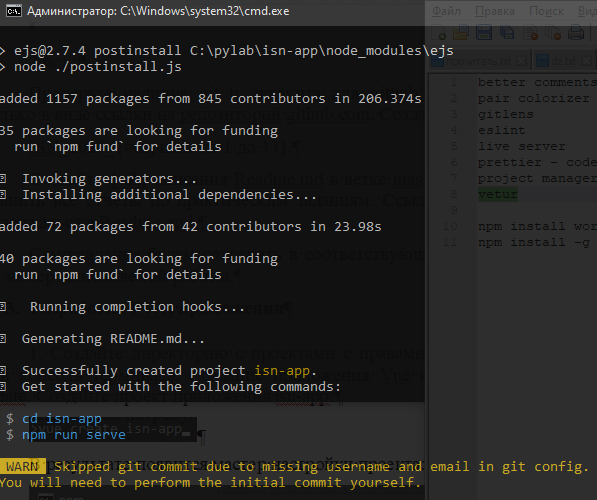 Администратор: C:\Windows\system32\cmd.exe
> ejs@2.7.4 postinstall C:\pylab\isn-app\node_modules\ejs
> node ./postinstall.js
added 1157 packages from 845 contributors in 206.374s
35 packages are looking for funding
run `npm fund` for details
Invoking generators...
Installing additional dependencies...
added 72 packages from 42 contributors in 23.98s
40 packages are looking for funding
run `npm fund` for details
Running completion hooks...
Generating README.md...
Successfully created project isn-app.
Get started with the following commands:
$ cd isn-app
$ npm run serve
WARN Skipped git commit due to missing username and email in git config.
You will need to perform the initial commit yourself.
Файл Правка Поиск Вид
1 better comments
2 pair colorizer
3 gitlens
4 eslint
5 live server
6 prettier - code
7 project manager
8 vetur
9
10 npm install
11 npm install -g
create isn-app_